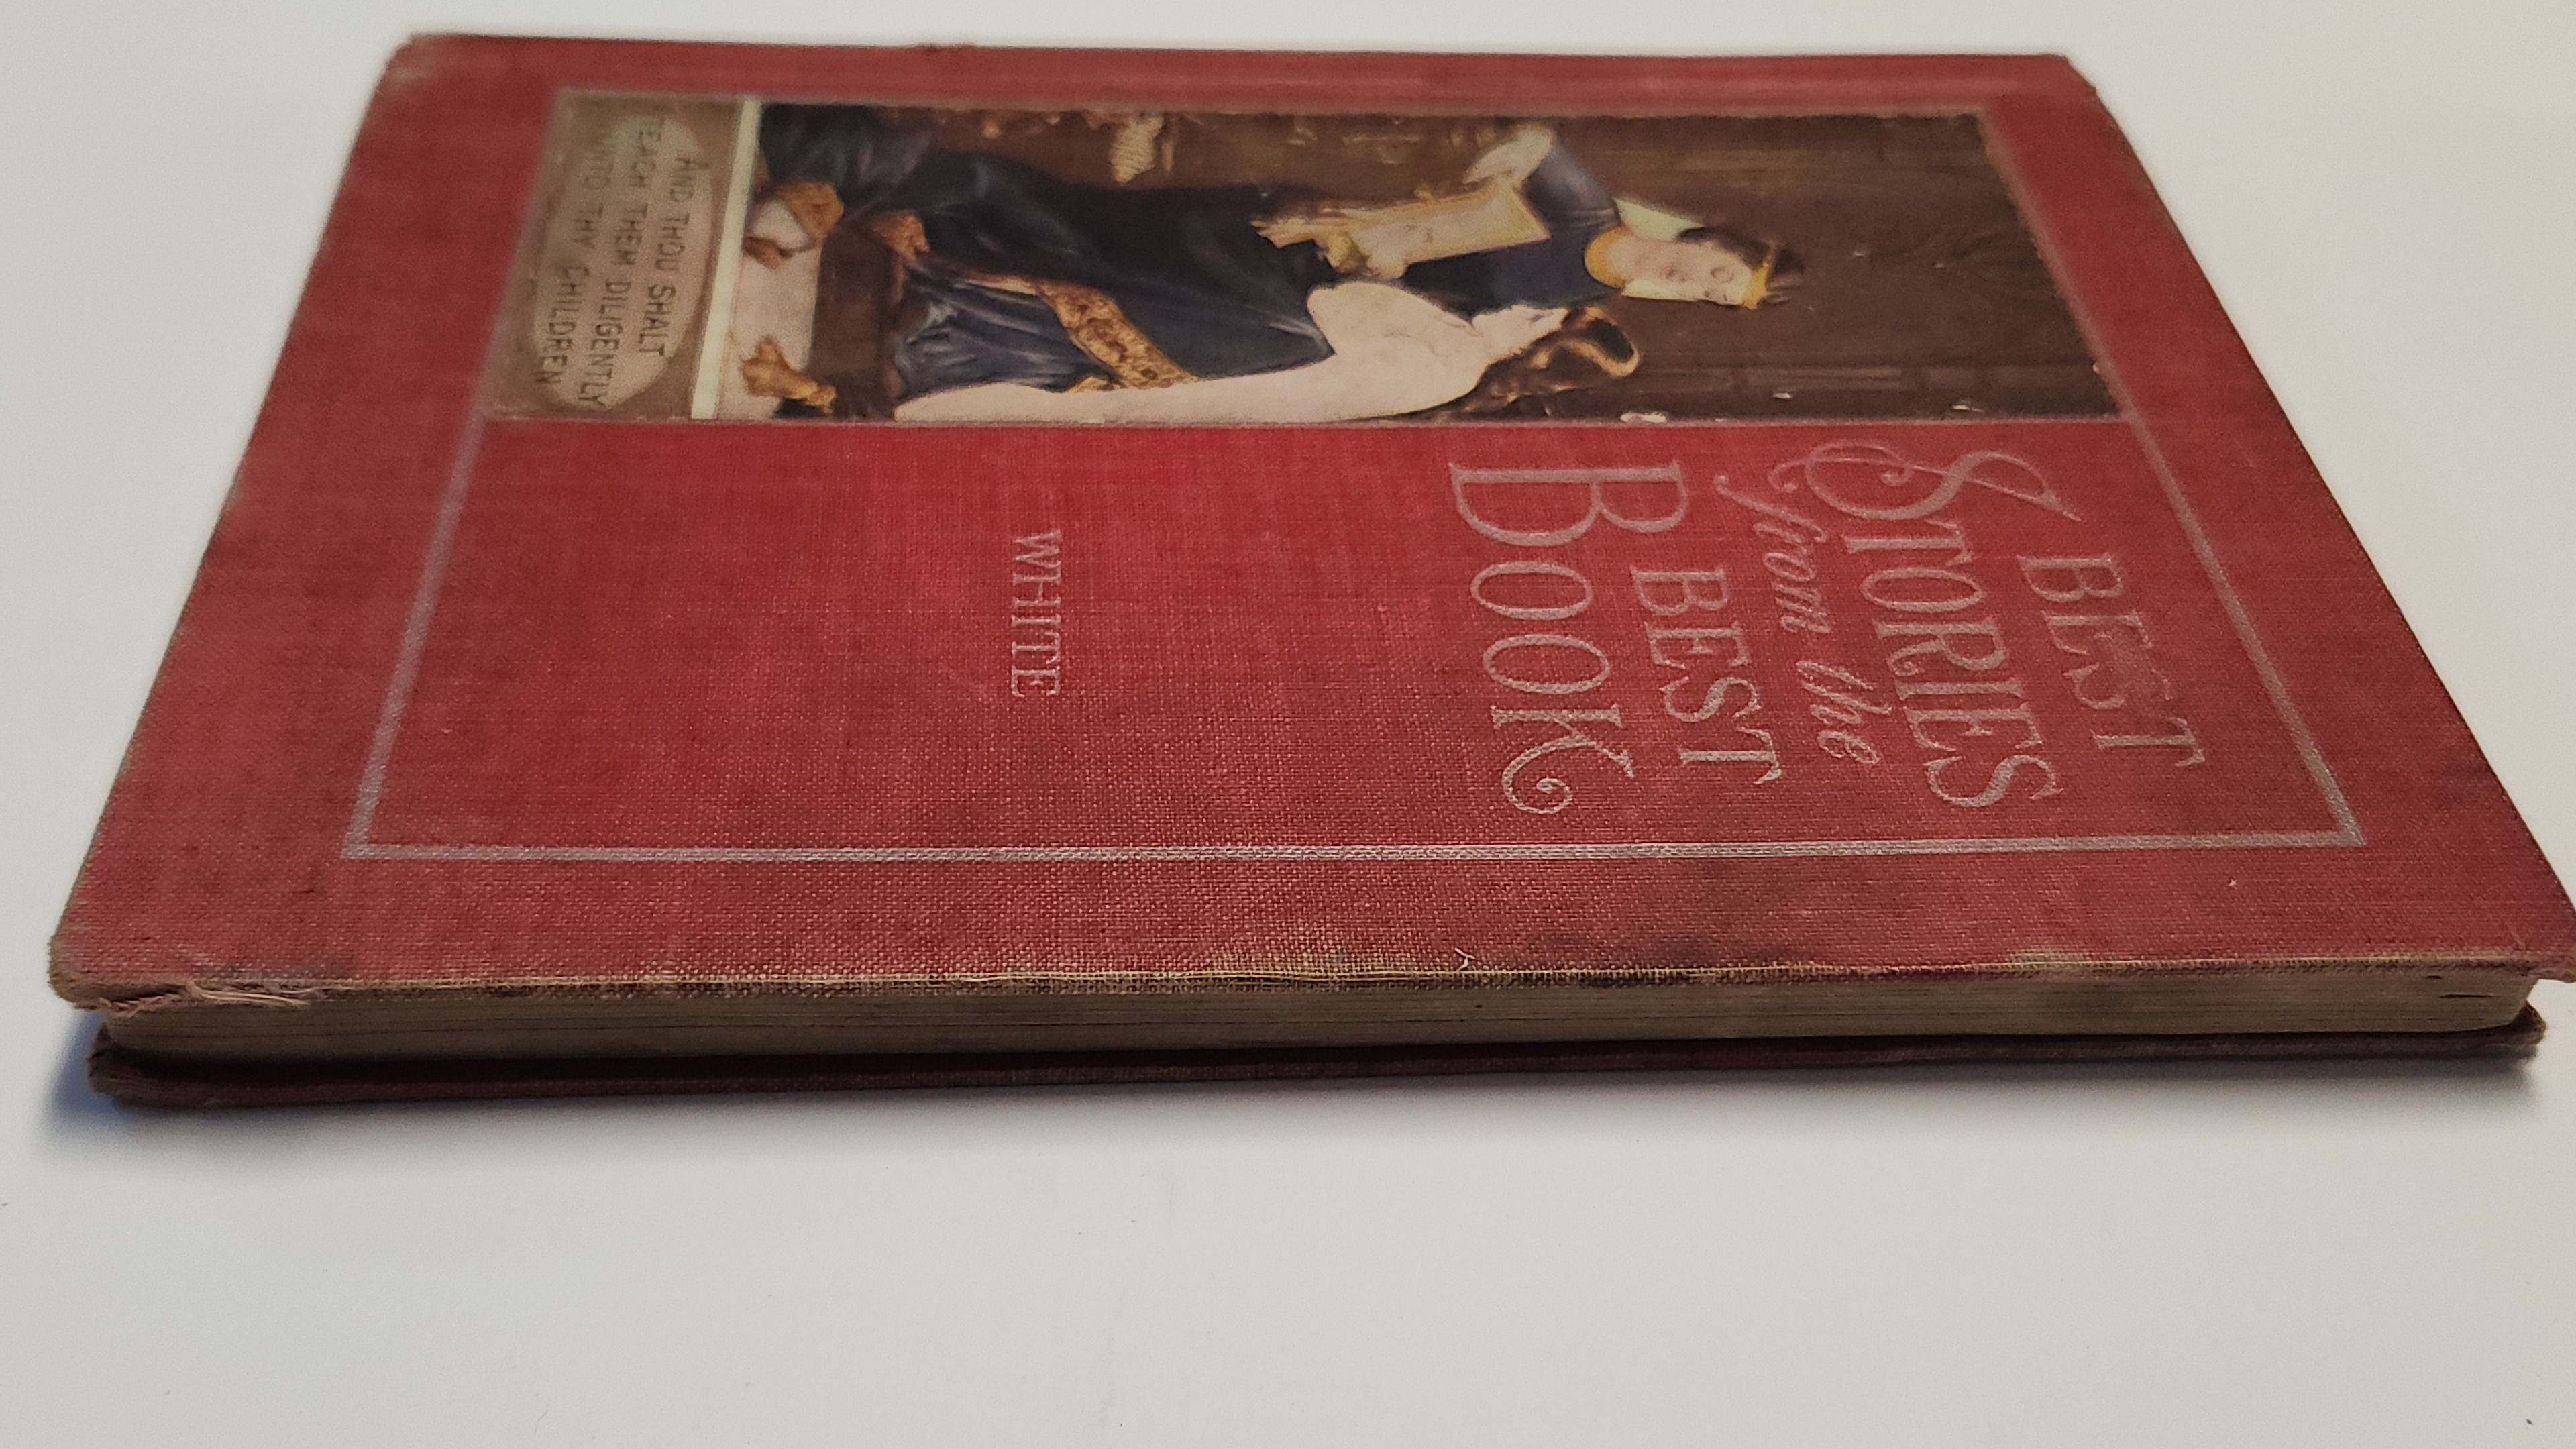 BEST
STORIES
from the
BEST
BOOK
WHITE
AND THOU SHALT
TEACH THEM DILIGENTLY
UNTO THY CHILDREN